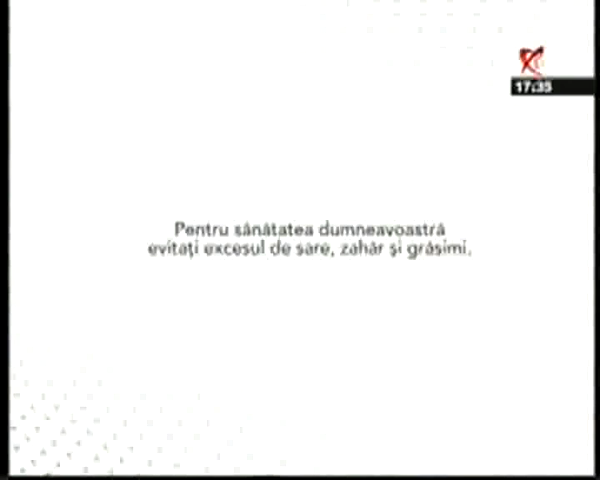 17:35
Pentru sănătatea dumneavoastră
evitați excesul de sare, zahăr și grăsimi.